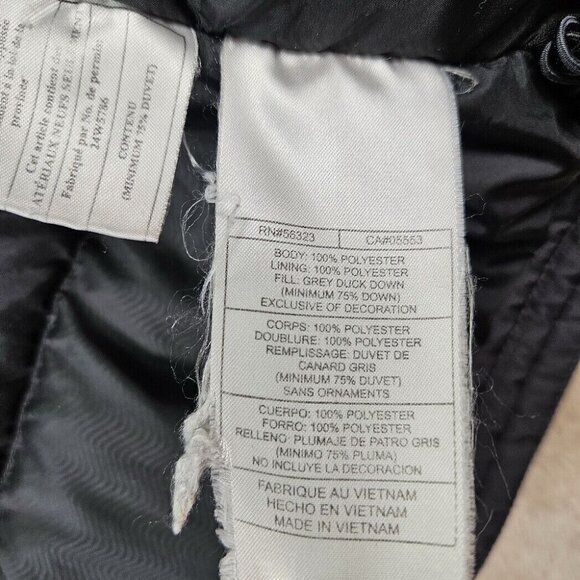 province
Cet article contient des
MATÉRIAUX NEUFS SEULEMENT
Fabriqué par No. de permis
24W5786
CONTENU
(MINIMUM 75% DUVET)
RN#56323 CA#05553
BODY: 100% POLYESTER
LINING: 100% POLYESTER
FILL: GREY DUCK DOWN
(MINIMUM 75% DOWN)
EXCLUSIVE OF DECORATION
CORPS: 100% POLYESTER
DOUBLURE: 100% POLYESTER
REMPLISSAGE: DUVET DE
CANARD GRIS
(MINIMUM 75% DUVET)
SANS ORNAMENTS
CUERPO: 100% POLYESTER
FORRO: 100% POLYESTER
RELLENO: PLUMAJE DE PATRO GRIS
(MINIMO 75% PLUMA)
NO INCLUYE LA DECORACIÓN
FABRIQUE AU VIETNAM
HECHO EN VIETNAM
MADE IN VIETNAM